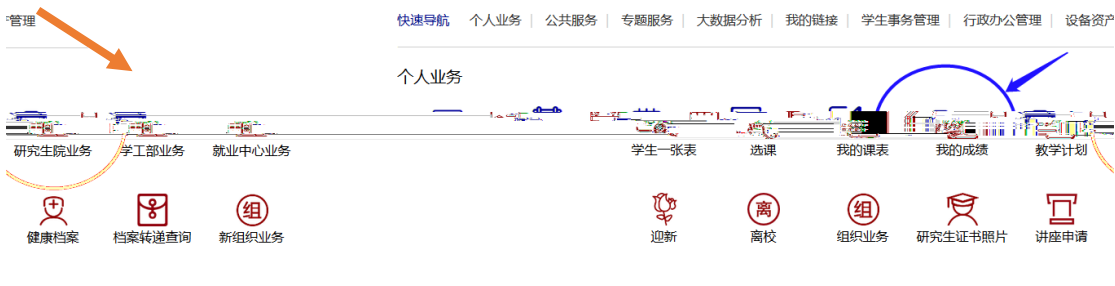 管理
快速导航 个人业务 公共服务 专题服务 大数据分析 我的链接 学生事务管理 行政办公管理 设备资产
个人业务
研究生院业务 学工部业务 就业中心业务 学生一张表 选课 我的课表 我的成绩 教学计划
组 离 组
健康档案 档案转递查询 新组织业务 迎新 离校 组织业务 研究生证书照片 讲座申请